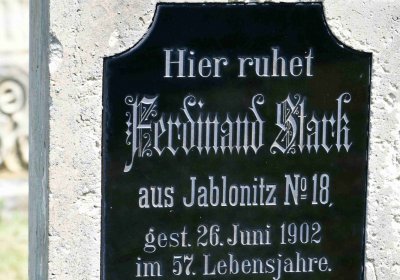 Hier ruhet
Ferdinand Stark
aus Jablonitz No 18,
gest. 26. Juni 1902
im 57. Lebensjahre.